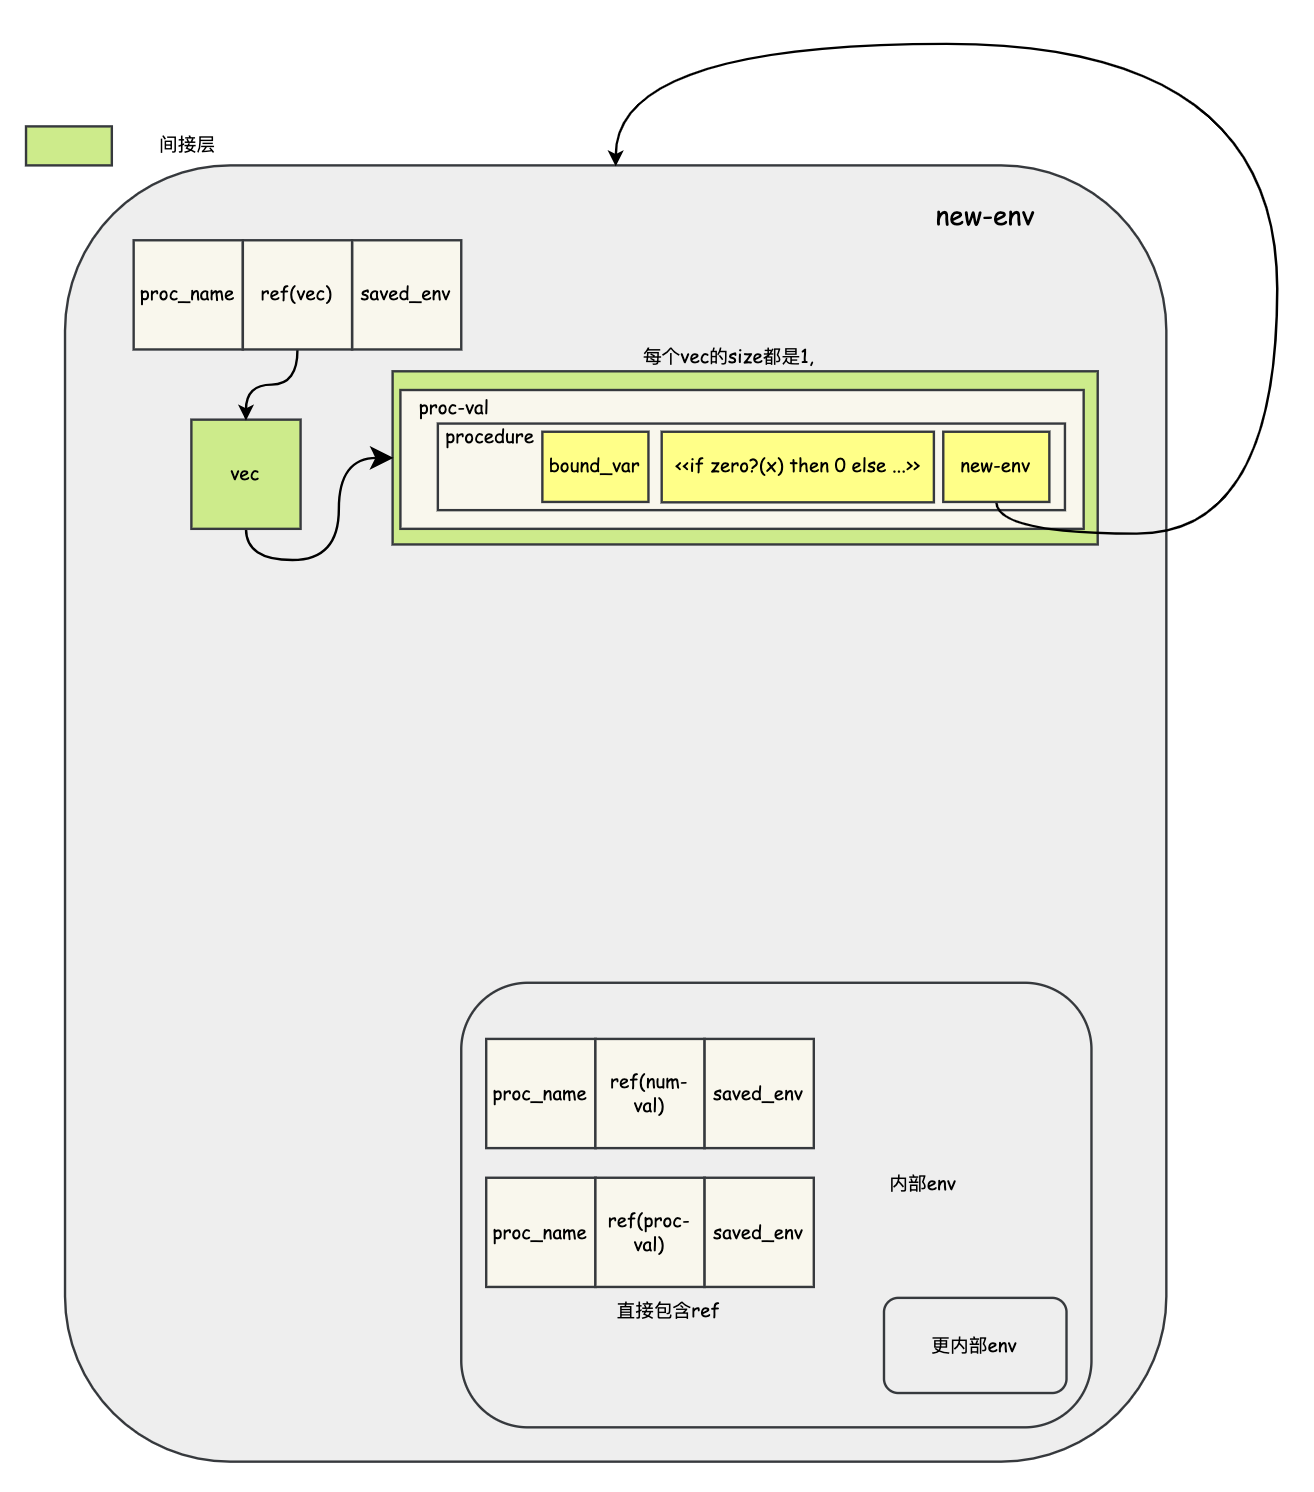 间接层
new-env
proc_name
ref(vec)
saved_env
每个vec的size都是1,
proc-val
procedure
bound_var
<<if zero?(x) then 0 else ...>>
new-env
vec
proc_name
ref(num-
val)
saved_env
内部env
proc_name
ref(proc-
val)
saved_env
直接包含ref
更内部env